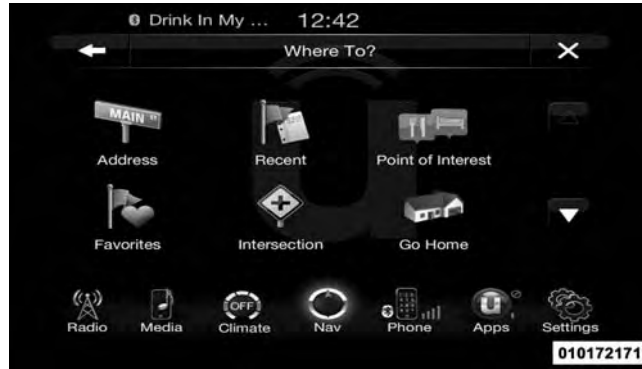 Drink In My ... 12:42
Where To?
MAIN ST
Address Recent Point of Interest
Favorites Intersection Go Home
OFF
Radio Media Climate Nav Phone Apps Settings
010172171